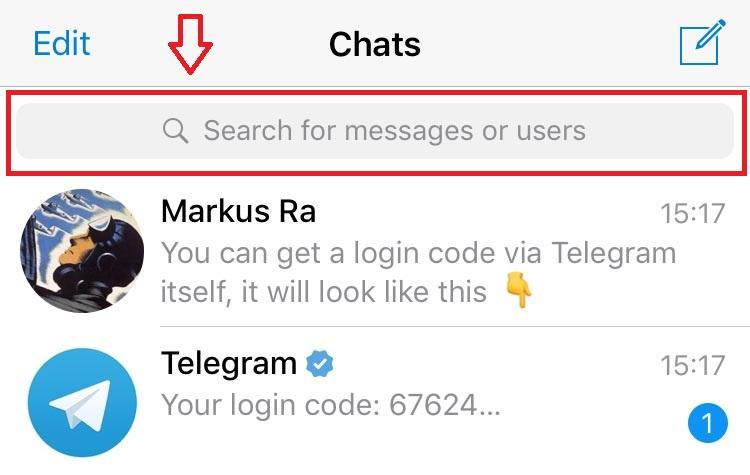 Edit Chats
Search for messages or users
Markus Ra 15:17
You can get a login code via Telegram
itself, it will look like this 👇
Telegram 15:17
Your login code: 67624...
1